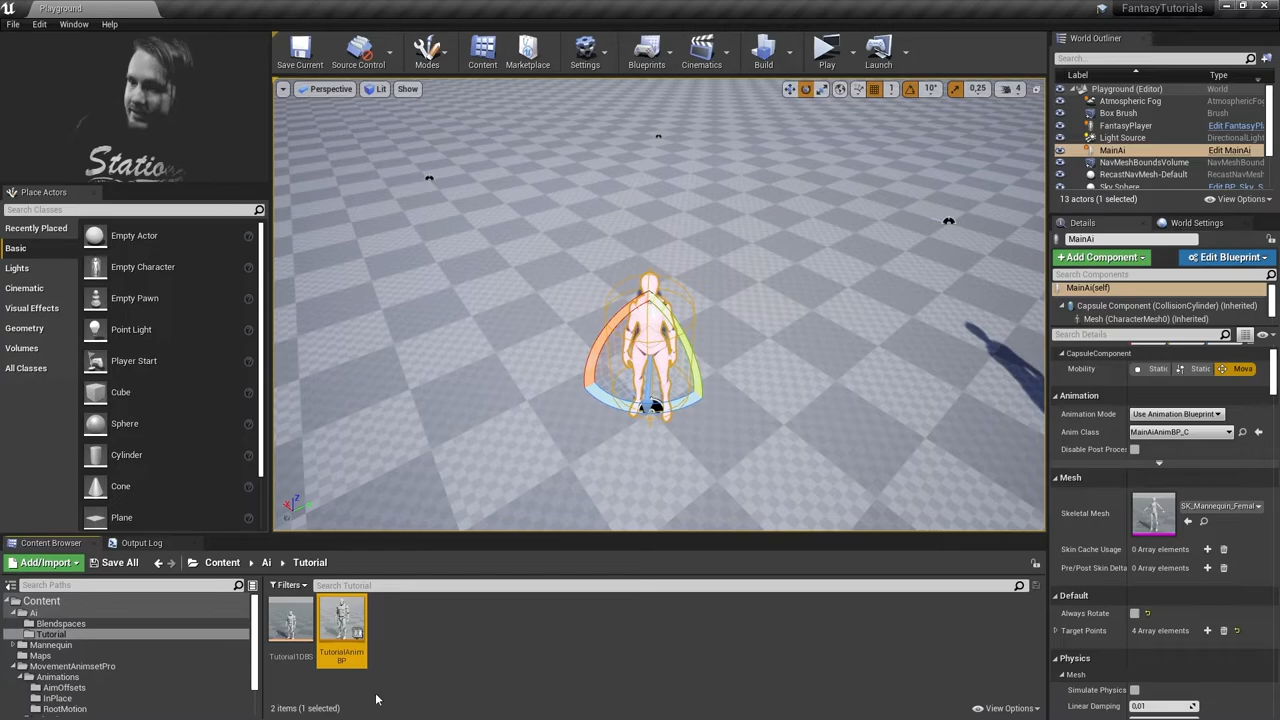 Playground
FantasyTutorials
File Edit Window Help
Save Current Source Control Modes Content Marketplace Settings Blueprints Cinematics Build Play Launch
Perspective Lit Show 10° 0,25 4
Station
Place Actors
Search Classes
Recently Placed
Basic
Lights
Cinematic
Visual Effects
Geometry
Volumes
All Classes
Empty Actor
Empty Character
Empty Pawn
Point Light
Player Start
Cube
Sphere
Cylinder
Cone
Plane
World Outliner
Search...
Label Type
Playground (Editor) World
Atmospheric Fog AtmosphericFog
Box Brush Brush
FantasyPlayer Edit FantasyPl
Light Source DirectionalLight
MainAi Edit MainAi
NavMeshBoundsVolume NavMeshBound
RecastNavMesh-Default RecastNavMesh
Sky Sphere Edit BP_Sky_S
13 actors (1 selected) View Options
Details World Settings
MainAi
+Add Component Edit Blueprint
Search Components
MainAi(self)
Capsule Component (CollisionCylinder) (Inherited)
Mesh (CharacterMesh0) (Inherited)
Search Details
CapsuleComponent
Mobility Static Static Mova
Animation
Animation Mode Use Animation Blueprint
Anim Class MainAiAnimBP_C
Disable Post Proces
Mesh
Skeletal Mesh SK_Mannequin_Femal
Skin Cache Usage 0 Array elements
Pre/Post Skin Delta 0 Array elements
Default
Always Rotate
Target Points 4 Array elements
Physics
Mesh
Simulate Physics
Linear Damping 0,01
Content Browser Output Log
Add/Import Save All Content Ai Tutorial
Search Paths
Filters Search Tutorial
Content
Ai
Blendspaces
Tutorial
Mannequin
Maps
MovementAnimsetPro
Animations
AimOffsets
InPlace
RootMotion
Tutorial1DBS
TutorialAnim
BP
2 items (1 selected) View Options